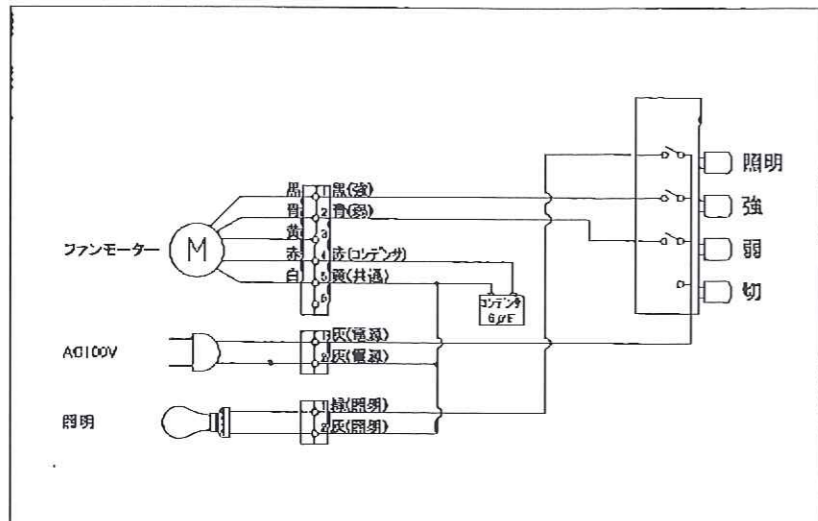 照明
黒 1 黒(強)
強
青 2 青(弱)
黄 3
弱
ファンモーター M 赤 4 赤(コンデンサ)
白 5 黄(共通)
切
6
コンデンサ
6μF
1 灰(電源)
AC100V
2 灰(電源)
1 緑(照明)
照明
2 灰(照明)